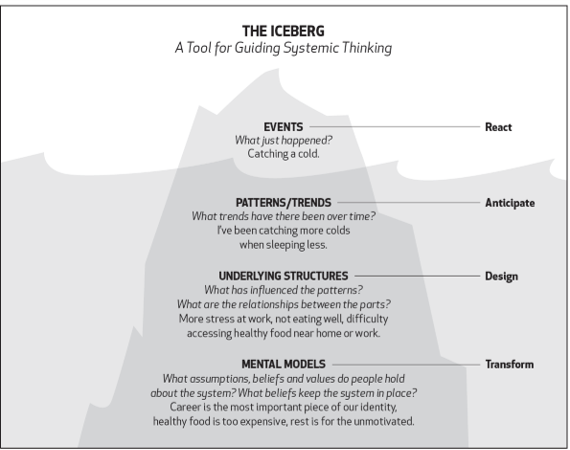 THE ICEBERG
A Tool for Guiding Systemic Thinking
EVENTS React
What just happened?
Catching a cold.
PATTERNS/TRENDS Anticipate
What trends have there been over time?
I've been catching more colds
when sleeping less.
UNDERLYING STRUCTURES Design
What has influenced the patterns?
What are the relationships between the parts?
More stress at work, not eating well, difficulty
accessing healthy food near home or work.
MENTAL MODELS Transform
What assumptions, beliefs and values do people hold
about the system? What beliefs keep the system in place?
Career is the most important piece of our identity,
healthy food is too expensive, rest is for the unmotivated.